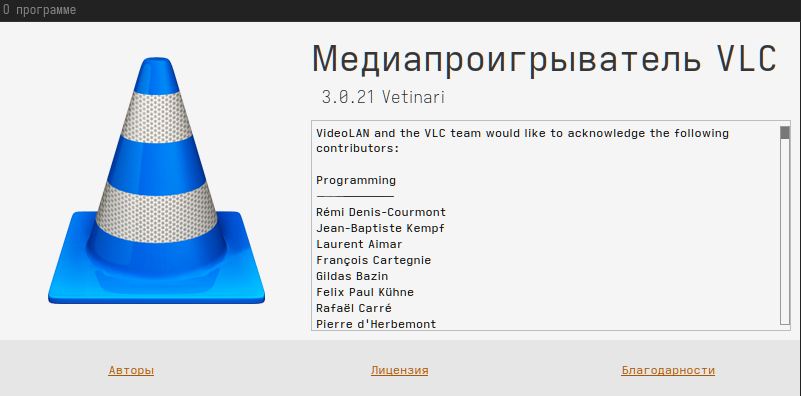 О программе
Медиапроигрыватель VLC
3.0.21 Vetinari
VideoLAN and the VLC team would like to acknowledge the following
contributors:
Programming
-----------
Rémi Denis-Courmont
Jean-Baptiste Kempf
Laurent Aimar
François Cartegnie
Gildas Bazin
Felix Paul Kühne
Rafaël Carré
Pierre d'Herbemont
Авторы
Лицензия
Благодарности